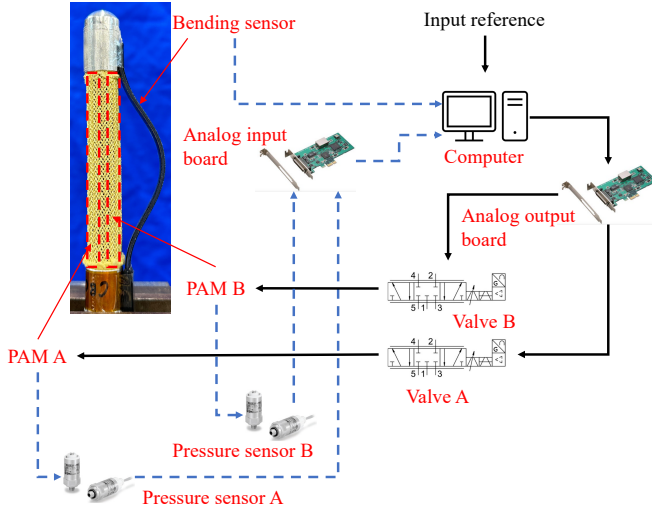 Bending sensor
Input reference
Analog input
board
Computer
Analog output
board
PAM B
4 2
5 1 3
Valve B
G
PAM A
4 2
5 1 3
Valve A
G
Pressure sensor B
Pressure sensor A